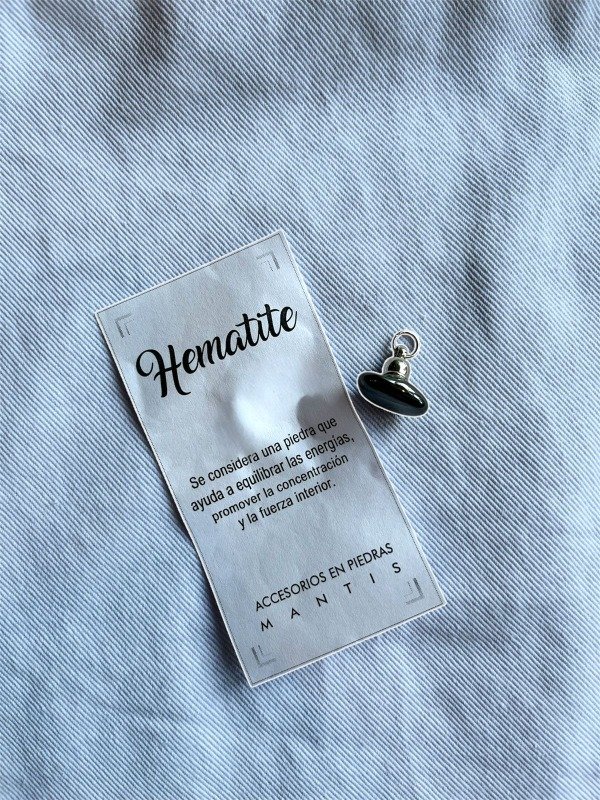 Hematite
Se considera una piedra que
ayuda a equilibrar las energías,
promover la concentración
y la fuerza interior.
ACCESORIOS EN PIEDRAS
MANTIS